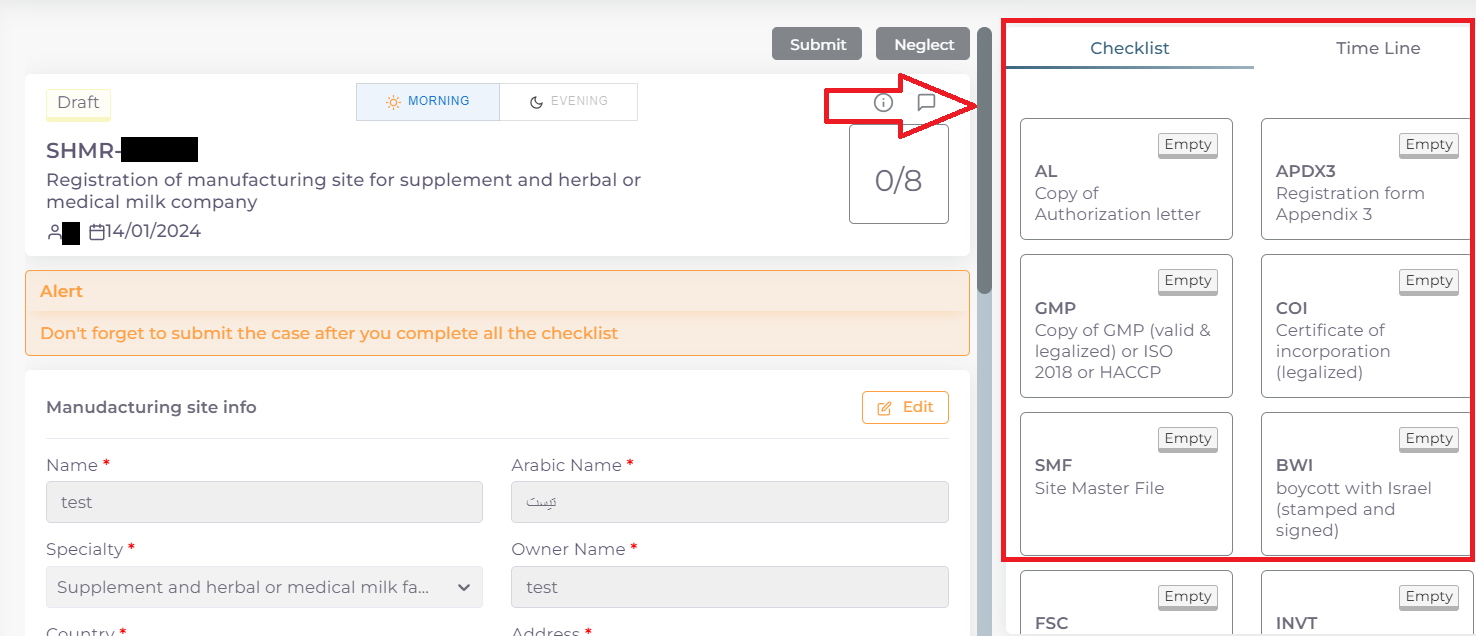 Submit
Neglect
Draft
MORNING
EVENING
SHMR-
Registration of manufacturing site for supplement and herbal or
medical milk company
14/01/2024
0/8
Alert
Don't forget to submit the case after you complete all the checklist
Manudacturing site info
Edit
Name *
test
Arabic Name *
تيست
Specialty *
Supplement and herbal or medical milk fa...
Owner Name *
test
Country *
Address *
Checklist
Time Line
Empty
AL
Copy of
Authorization letter
Empty
APDX3
Registration form
Appendix 3
Empty
GMP
Copy of GMP (valid &
legalized) or ISO
2018 or HACCP
Empty
COI
Certificate of
incorporation
(legalized)
Empty
SMF
Site Master File
Empty
BWI
boycott with Israel
(stamped and
signed)
Empty
FSC
Empty
INVT